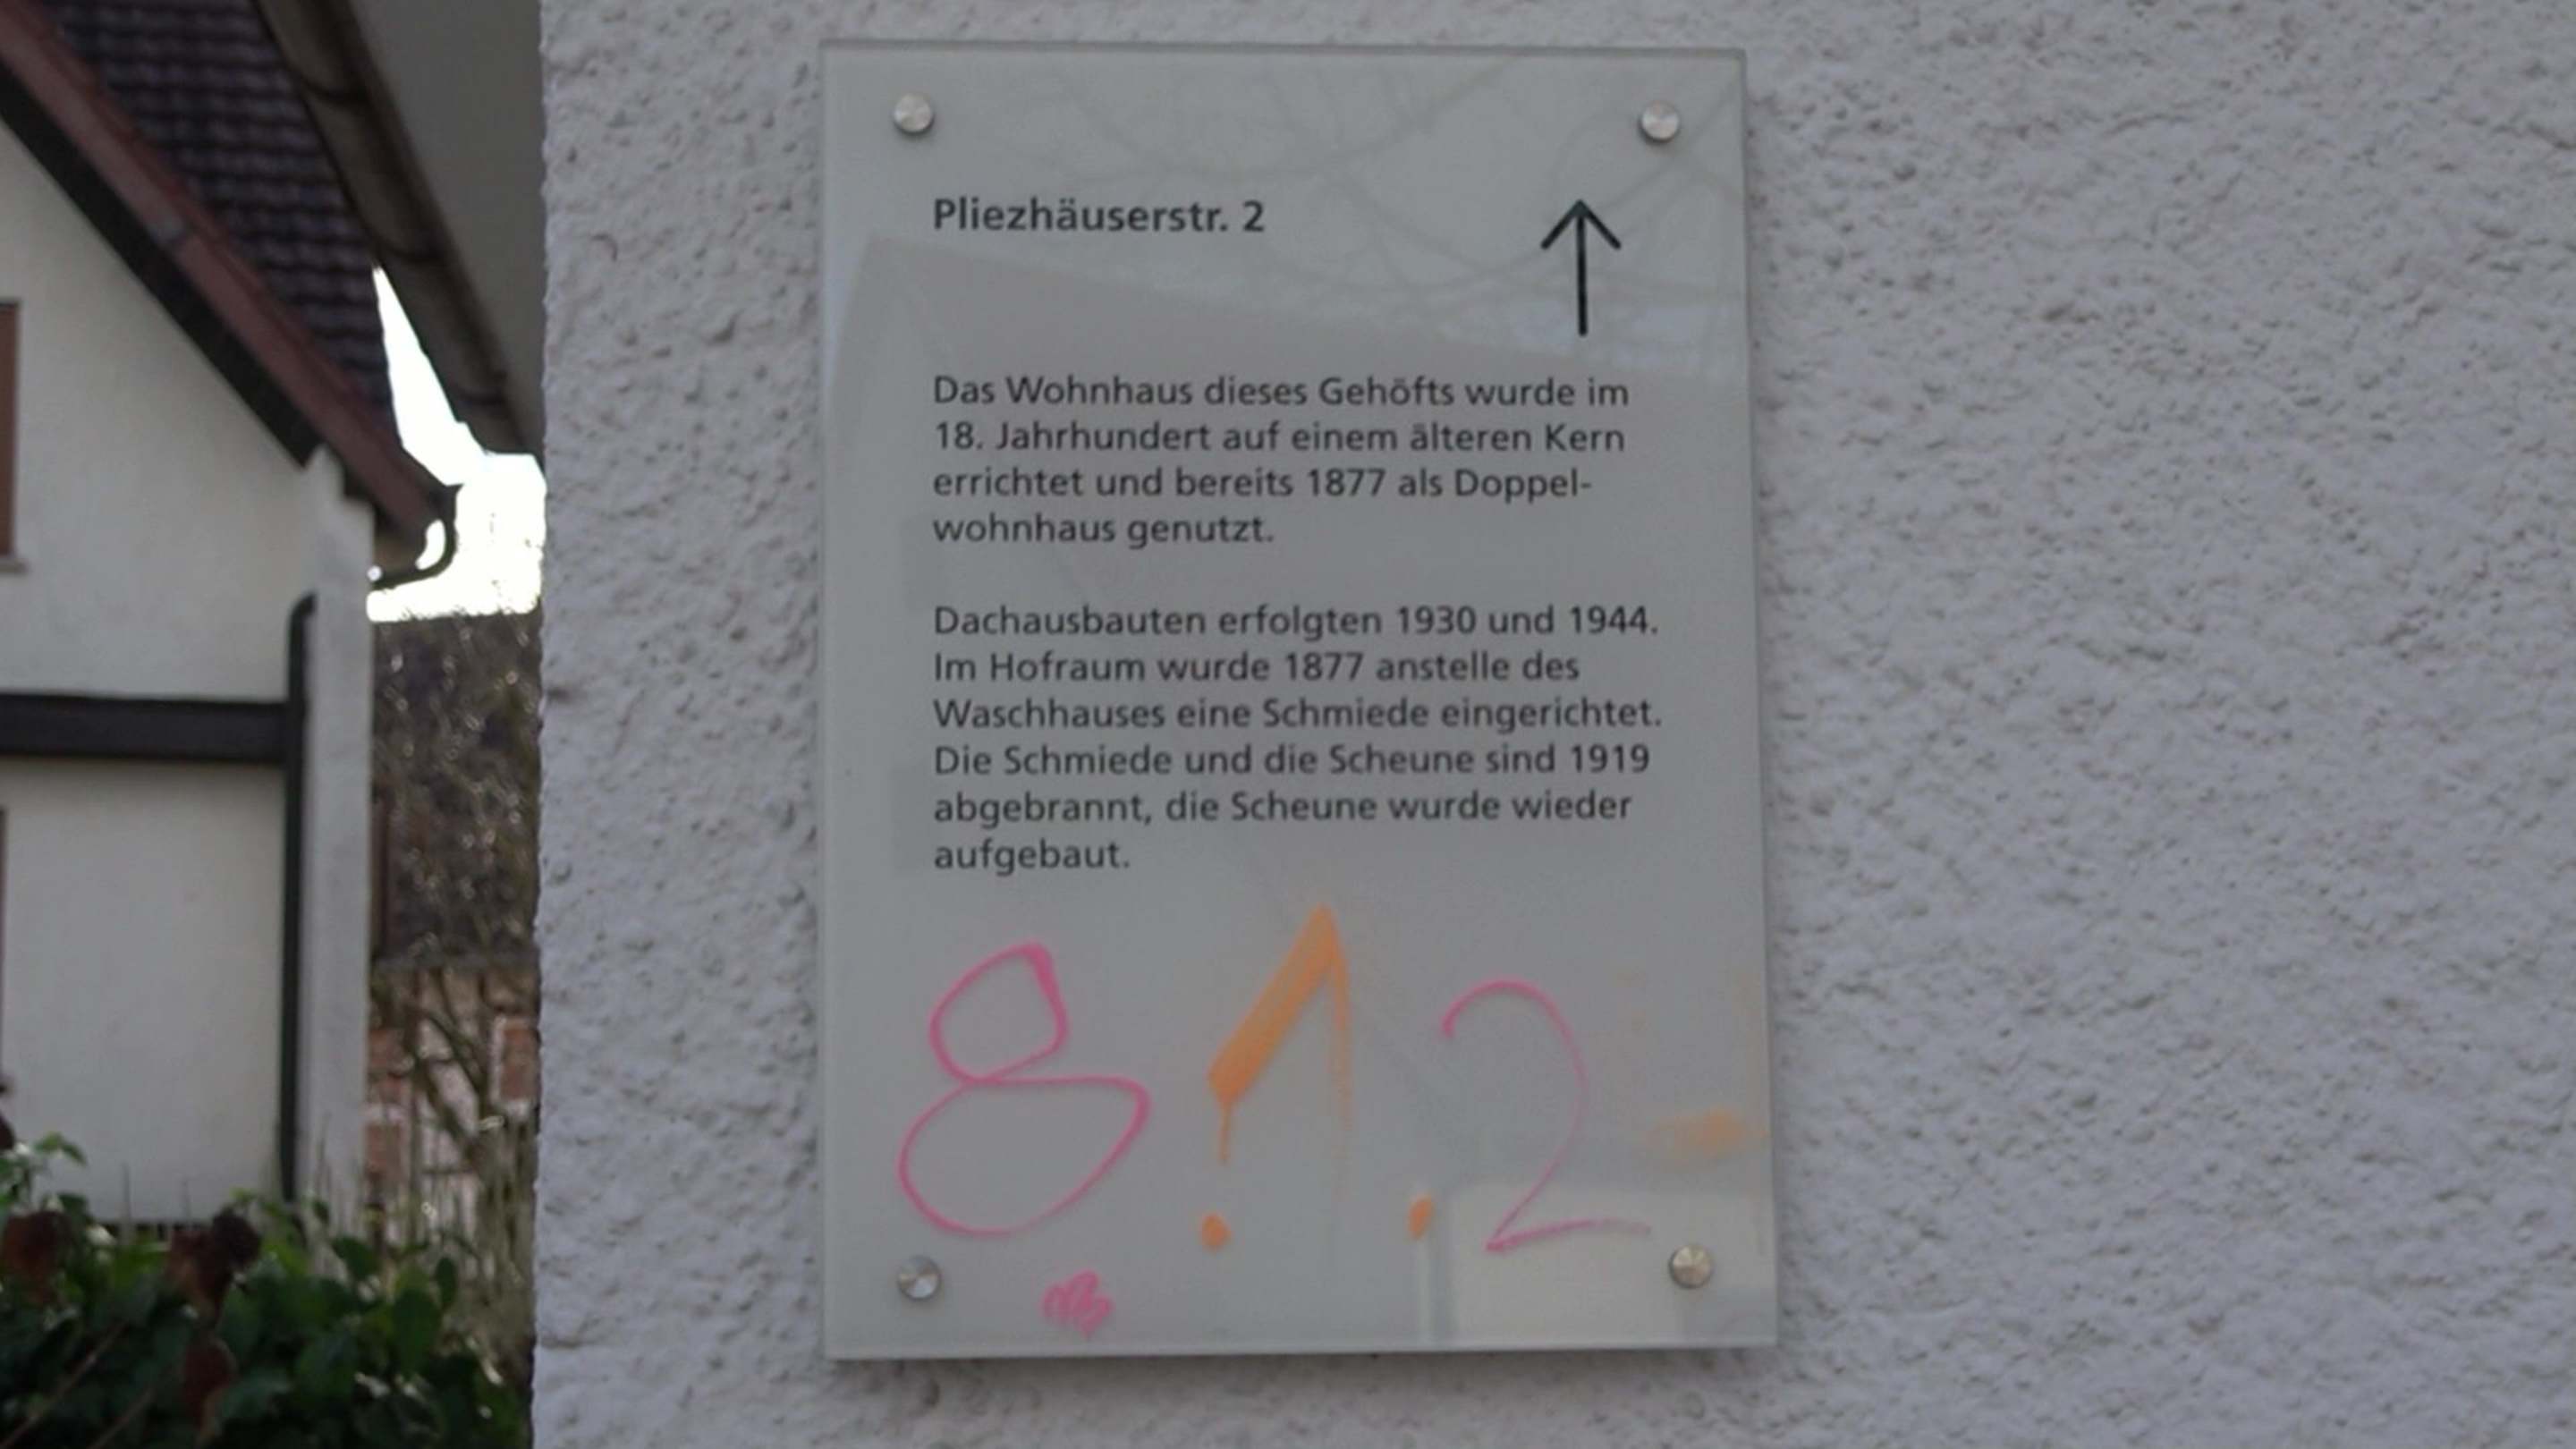 Pliezhäuserstr. 2
Das Wohnhaus dieses Gehöfts wurde im
18. Jahrhundert auf einem älteren Kern
errichtet und bereits 1877 als Doppel-
wohnhaus genutzt.
Dachausbauten erfolgten 1930 und 1944.
Im Hofraum wurde 1877 anstelle des
Waschhauses eine Schmiede eingerichtet.
Die Schmiede und die Scheune sind 1919
abgebrannt, die Scheune wurde wieder
aufgebaut.
8.1.2